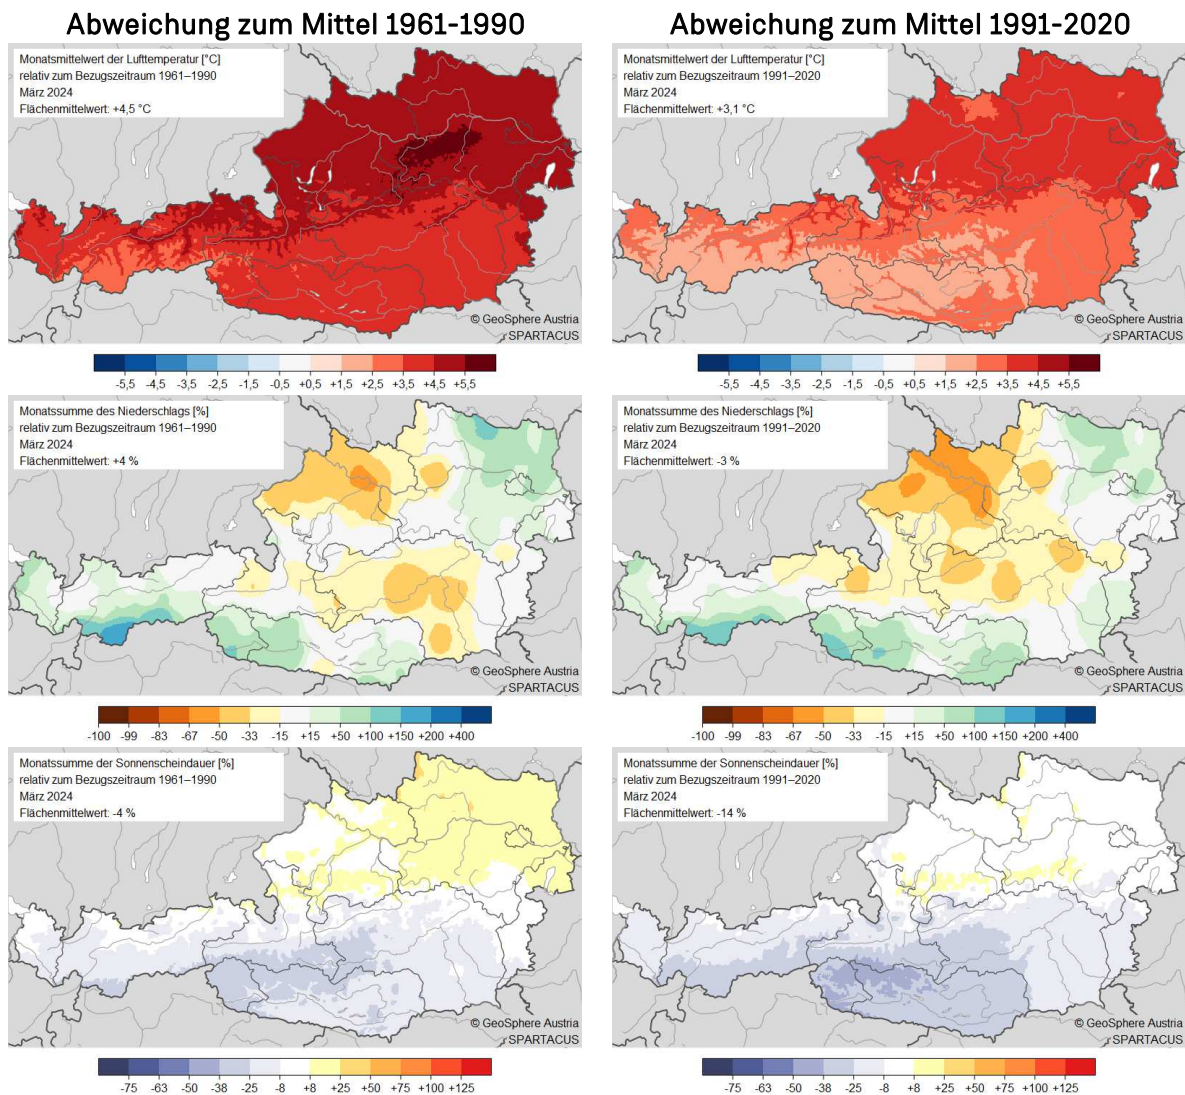 Abweichung zum Mittel 1961-1990
Abweichung zum Mittel 1991-2020
Monatsmittelwert der Lufttemperatur [°C]
relativ zum Bezugszeitraum 1961–1990
März 2024
Flächenmittelwert: +4,5 °C
© GeoSphere Austria
SPARTACUS
-5,5 -4,5 -3,5 -2,5 -1,5 -0,5 +0,5 +1,5 +2,5 +3,5 +4,5 +5,5
Monatsmittelwert der Lufttemperatur [°C]
relativ zum Bezugszeitraum 1991–2020
März 2024
Flächenmittelwert: +3,1 °C
© GeoSphere Austria
SPARTACUS
-5,5 -4,5 -3,5 -2,5 -1,5 -0,5 +0,5 +1,5 +2,5 +3,5 +4,5 +5,5
Monatssumme des Niederschlags [%]
relativ zum Bezugszeitraum 1961–1990
März 2024
Flächenmittelwert: +4 %
© GeoSphere Austria
SPARTACUS
-100 -99 -83 -67 -50 -33 -15 +15 +50 +100 +150 +200 +400
Monatssumme des Niederschlags [%]
relativ zum Bezugszeitraum 1991–2020
März 2024
Flächenmittelwert: -3 %
© GeoSphere Austria
SPARTACUS
-100 -99 -83 -67 -50 -33 -15 +15 +50 +100 +150 +200 +400
Monatssumme der Sonnenscheindauer [%]
relativ zum Bezugszeitraum 1961–1990
März 2024
Flächenmittelwert: -4 %
© GeoSphere Austria
SPARTACUS
-75 -63 -50 -38 -25 -8 +8 +25 +50 +75 +100 +125
Monatssumme der Sonnenscheindauer [%]
relativ zum Bezugszeitraum 1991–2020
März 2024
Flächenmittelwert: -14 %
© GeoSphere Austria
SPARTACUS
-75 -63 -50 -38 -25 -8 +8 +25 +50 +75 +100 +125